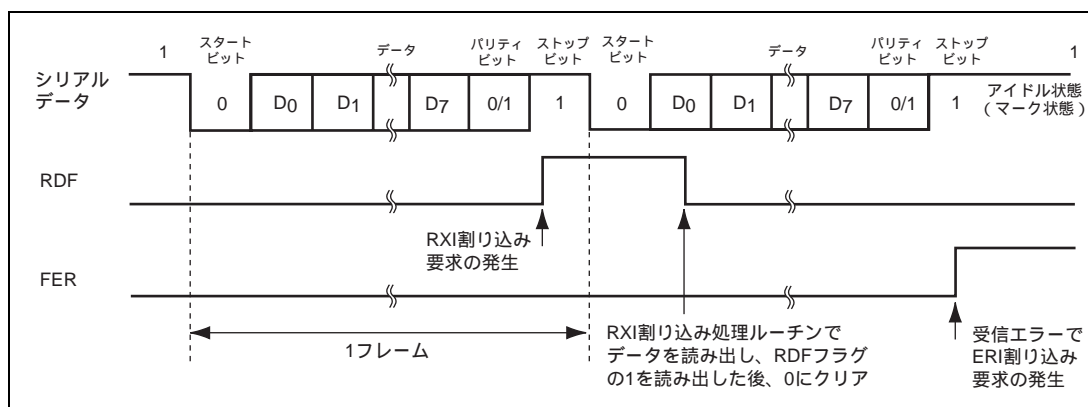 1 スタート
ビット データ パリティ
ビット ストップ
ビット スタート
ビット データ パリティ
ビット ストップ
ビット 1
シリアル
データ
0 D0 D1 D7 0/1 1 0 D0 D1 D7 0/1 1 アイドル状態
(マーク状態)
RDF
RXI割り込み
要求の発生
FER
1フレーム
RXI割り込み処理ルーチンで
データを読み出し、RDFフラグ
の1を読み出した後、0にクリア
受信エラーで
ERI割り込み
要求の発生